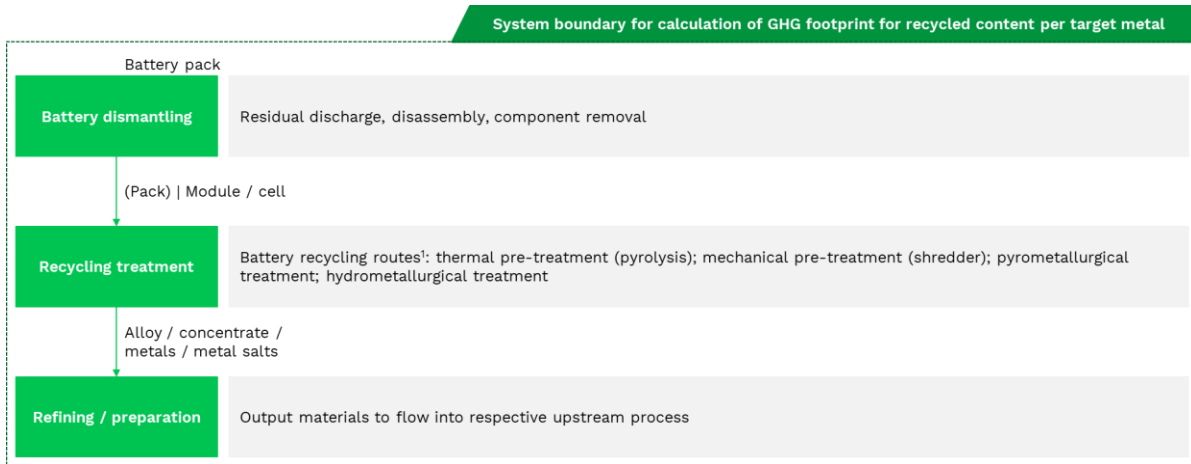 System boundary for calculation of GHG footprint for recycled content per target metal
Battery pack
Battery dismantling
Residual discharge, disassembly, component removal
(Pack) | Module / cell
Recycling treatment
Battery recycling routes¹: thermal pre-treatment (pyrolysis); mechanical pre-treatment (shredder); pyrometallurgical
treatment; hydrometallurgical treatment
Alloy / concentrate /
metals / metal salts
Refining / preparation
Output materials to flow into respective upstream process